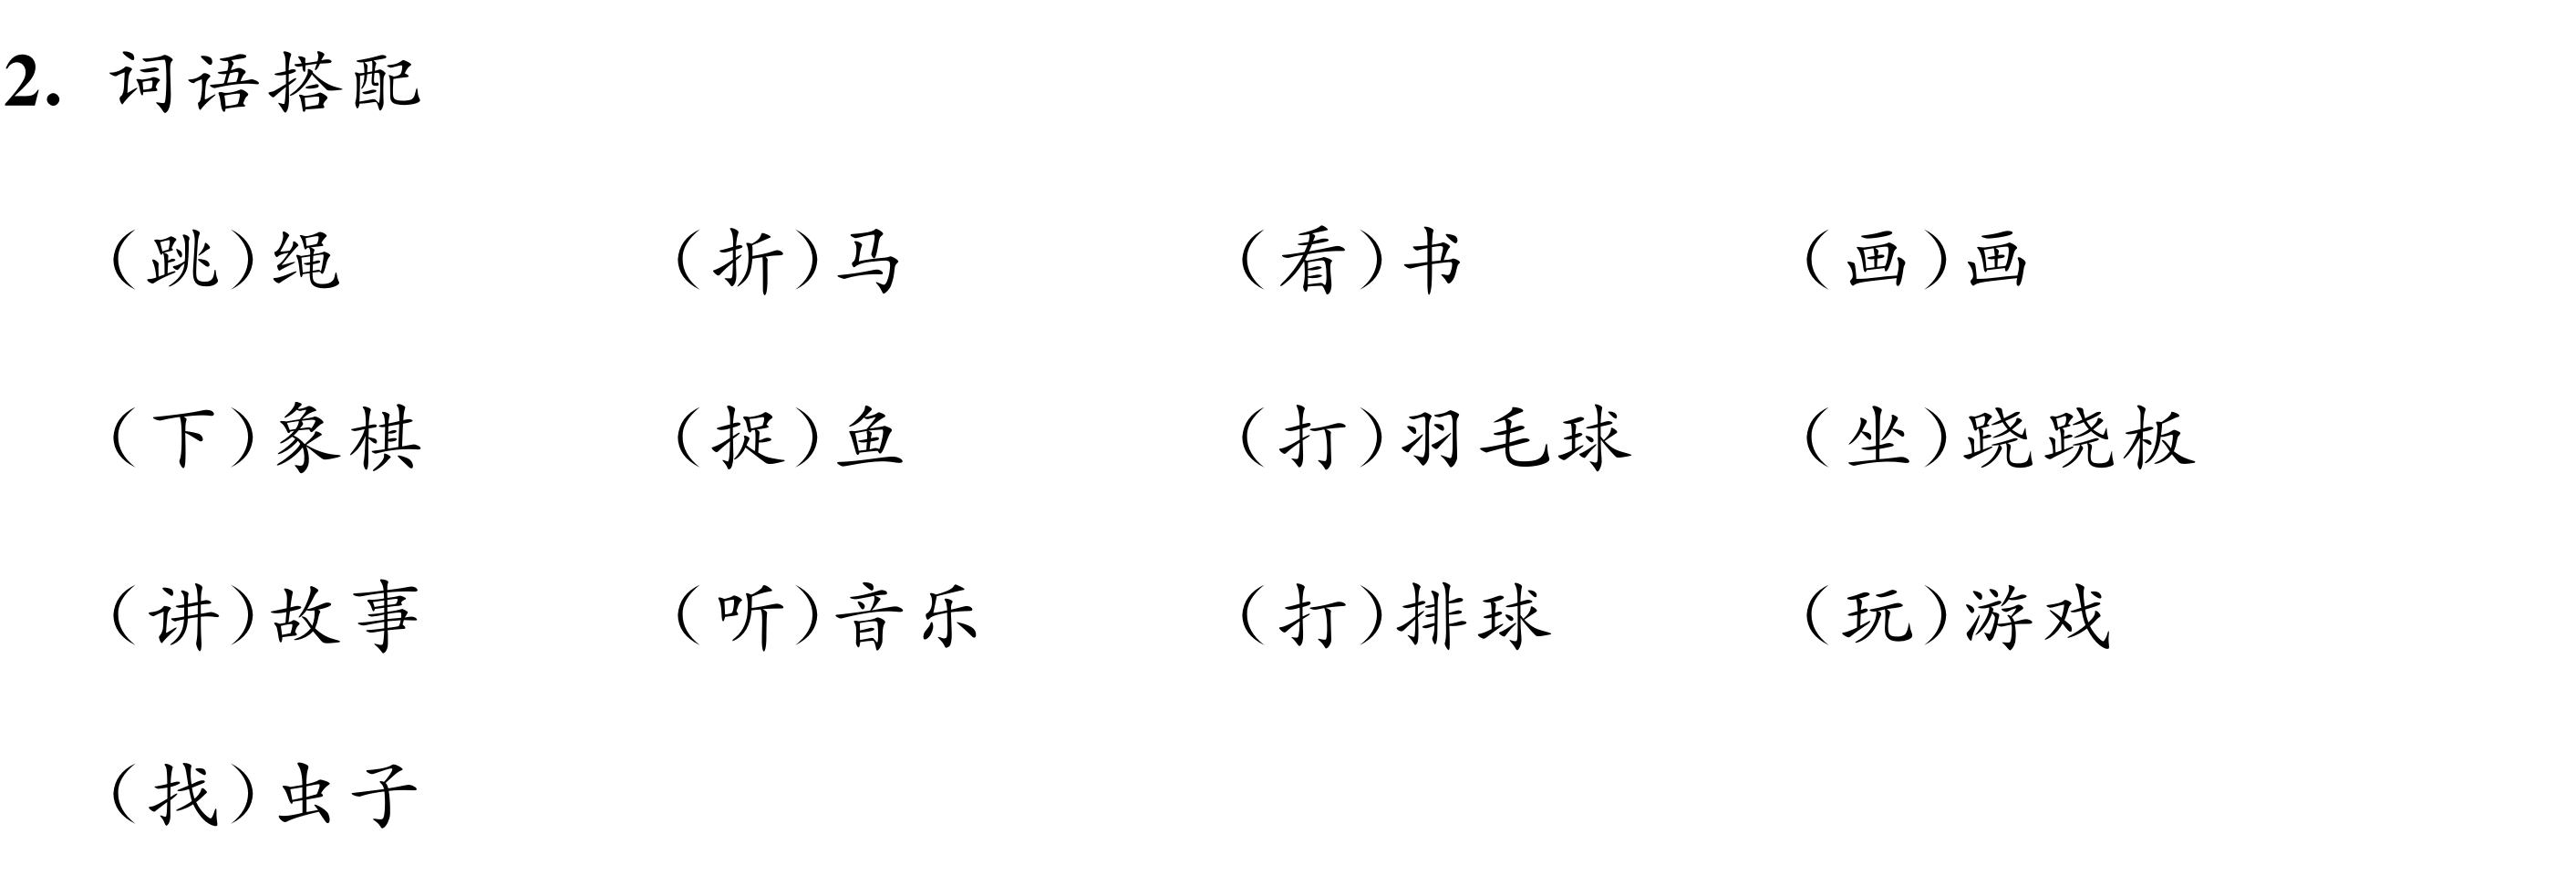 2. 词语搭配
（跳）绳 （折）马 （看）书 （画）画
（下）象棋 （捉）鱼 （打）羽毛球 （坐）跷跷板
（讲）故事 （听）音乐 （打）排球 （玩）游戏
（找）虫子